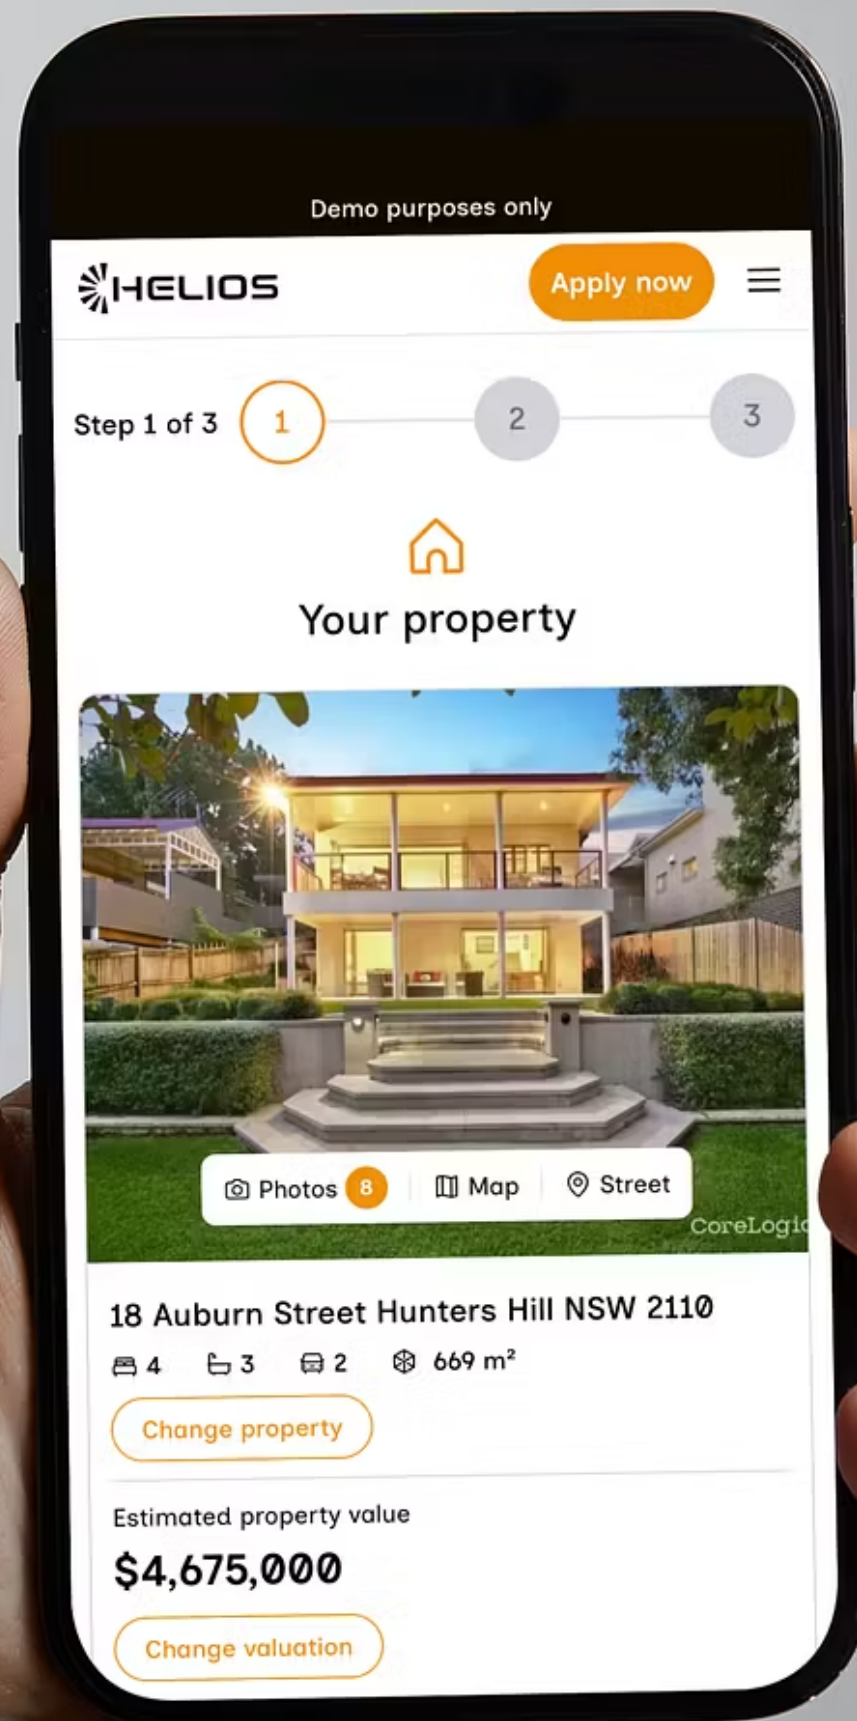 Demo purposes only
HELIOS
Apply now
Step 1 of 3
1
2
3
Your property
Photos 8
Map
Street
CoreLogic
18 Auburn Street Hunters Hill NSW 2110
4 3 2 669 m²
Change property
Estimated property value
$4,675,000
Change valuation